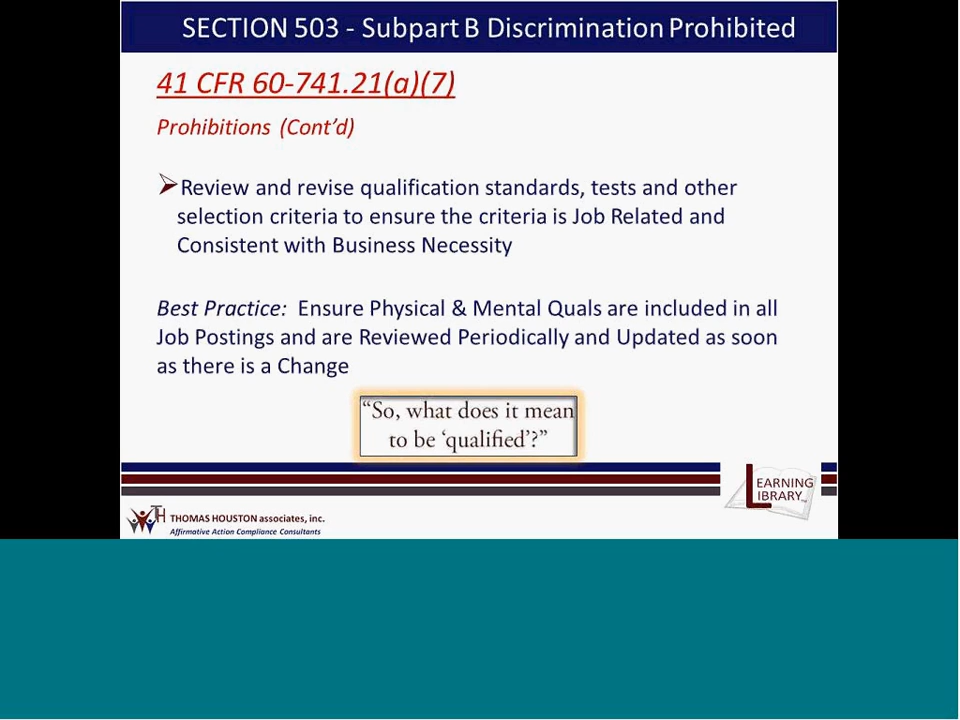 SECTION 503 - Subpart B Discrimination Prohibited
41 CFR 60-741.21(a)(7)
Prohibitions (Cont’d)
Review and revise qualification standards, tests and other
selection criteria to ensure the criteria is Job Related and
Consistent with Business Necessity
Best Practice: Ensure Physical & Mental Quals are included in all
Job Postings and are Reviewed Periodically and Updated as soon
as there is a Change
“So, what does it mean
to be ‘qualified’?”
LEARNING
LIBRARY
TH THOMAS HOUSTON associates, inc.
Affirmative Action Compliance Consultants